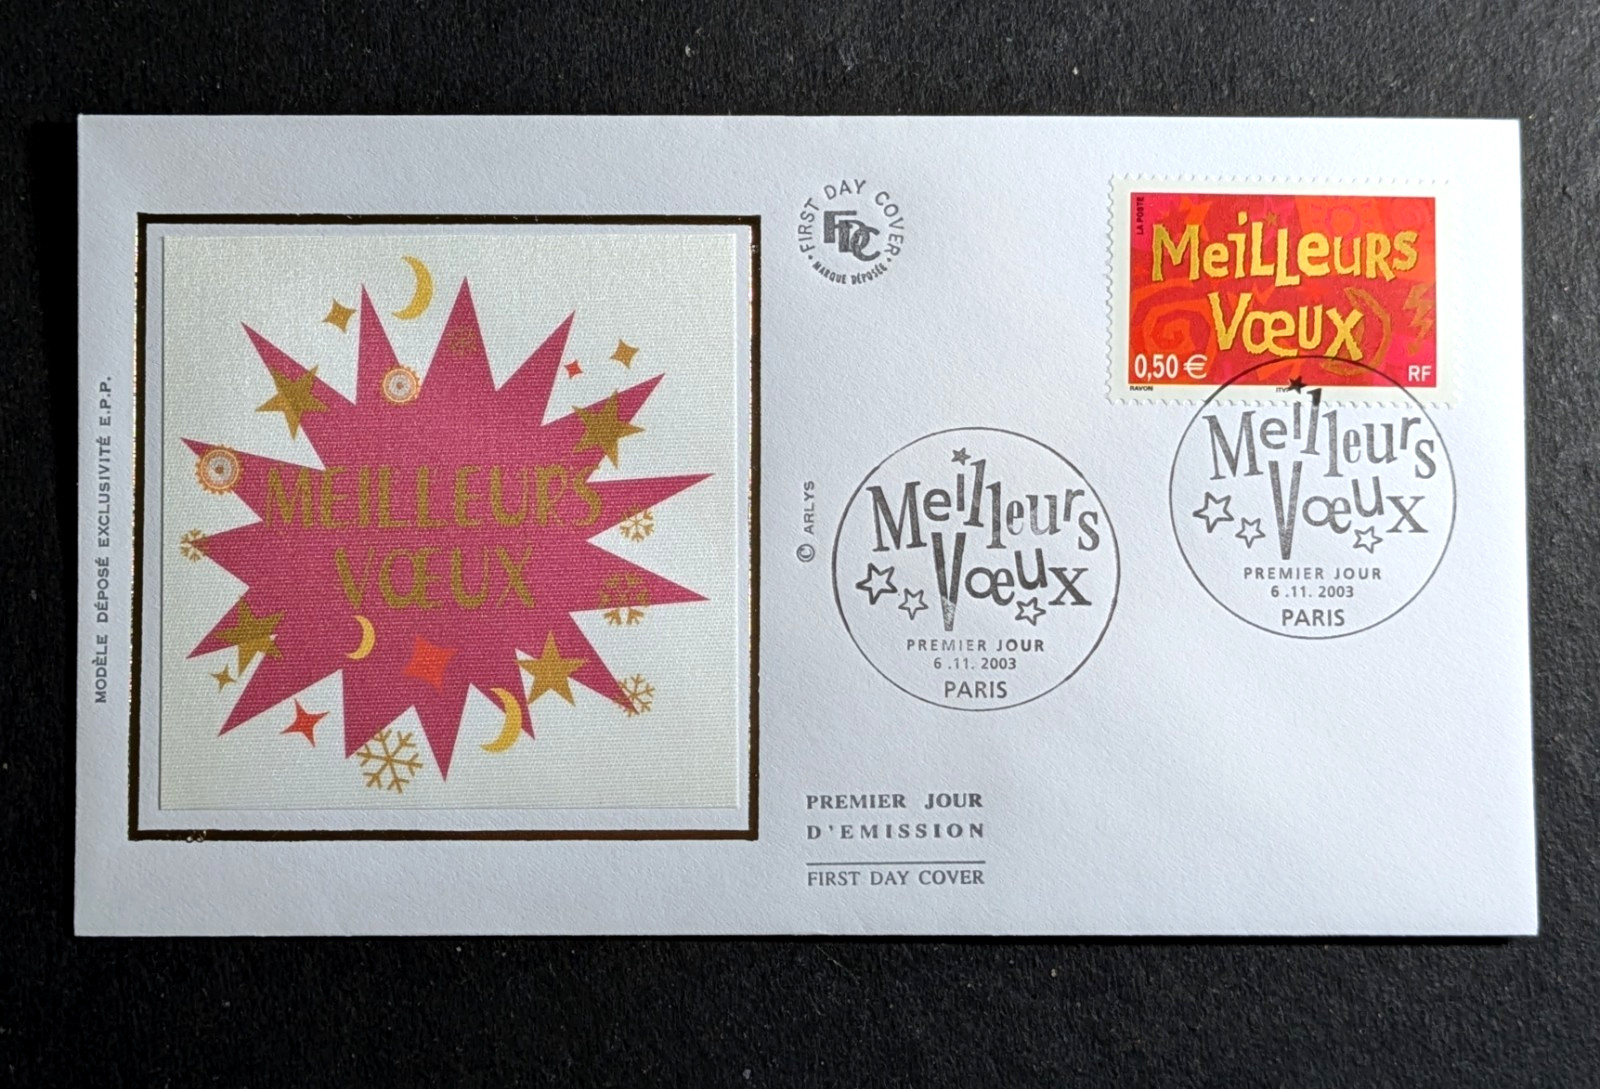 MODÈLE DÉPOSÉ EXCLUSIVITÉ E.P.P.
MEILLEURS
VŒUX
FIRST DAY COVER
FDC
MARQUE DÉPOSÉE
© ARLYS
LA POSTE
MEiLLEURS
VŒUX
0,50 €
RF
RAVON
Meilleurs
Vœux
PREMIER JOUR
6.11.2003
PARIS
Meilleurs
Vœux
PREMIER JOUR
6.11.2003
PARIS
PREMIER JOUR
D'EMISSION
FIRST DAY COVER